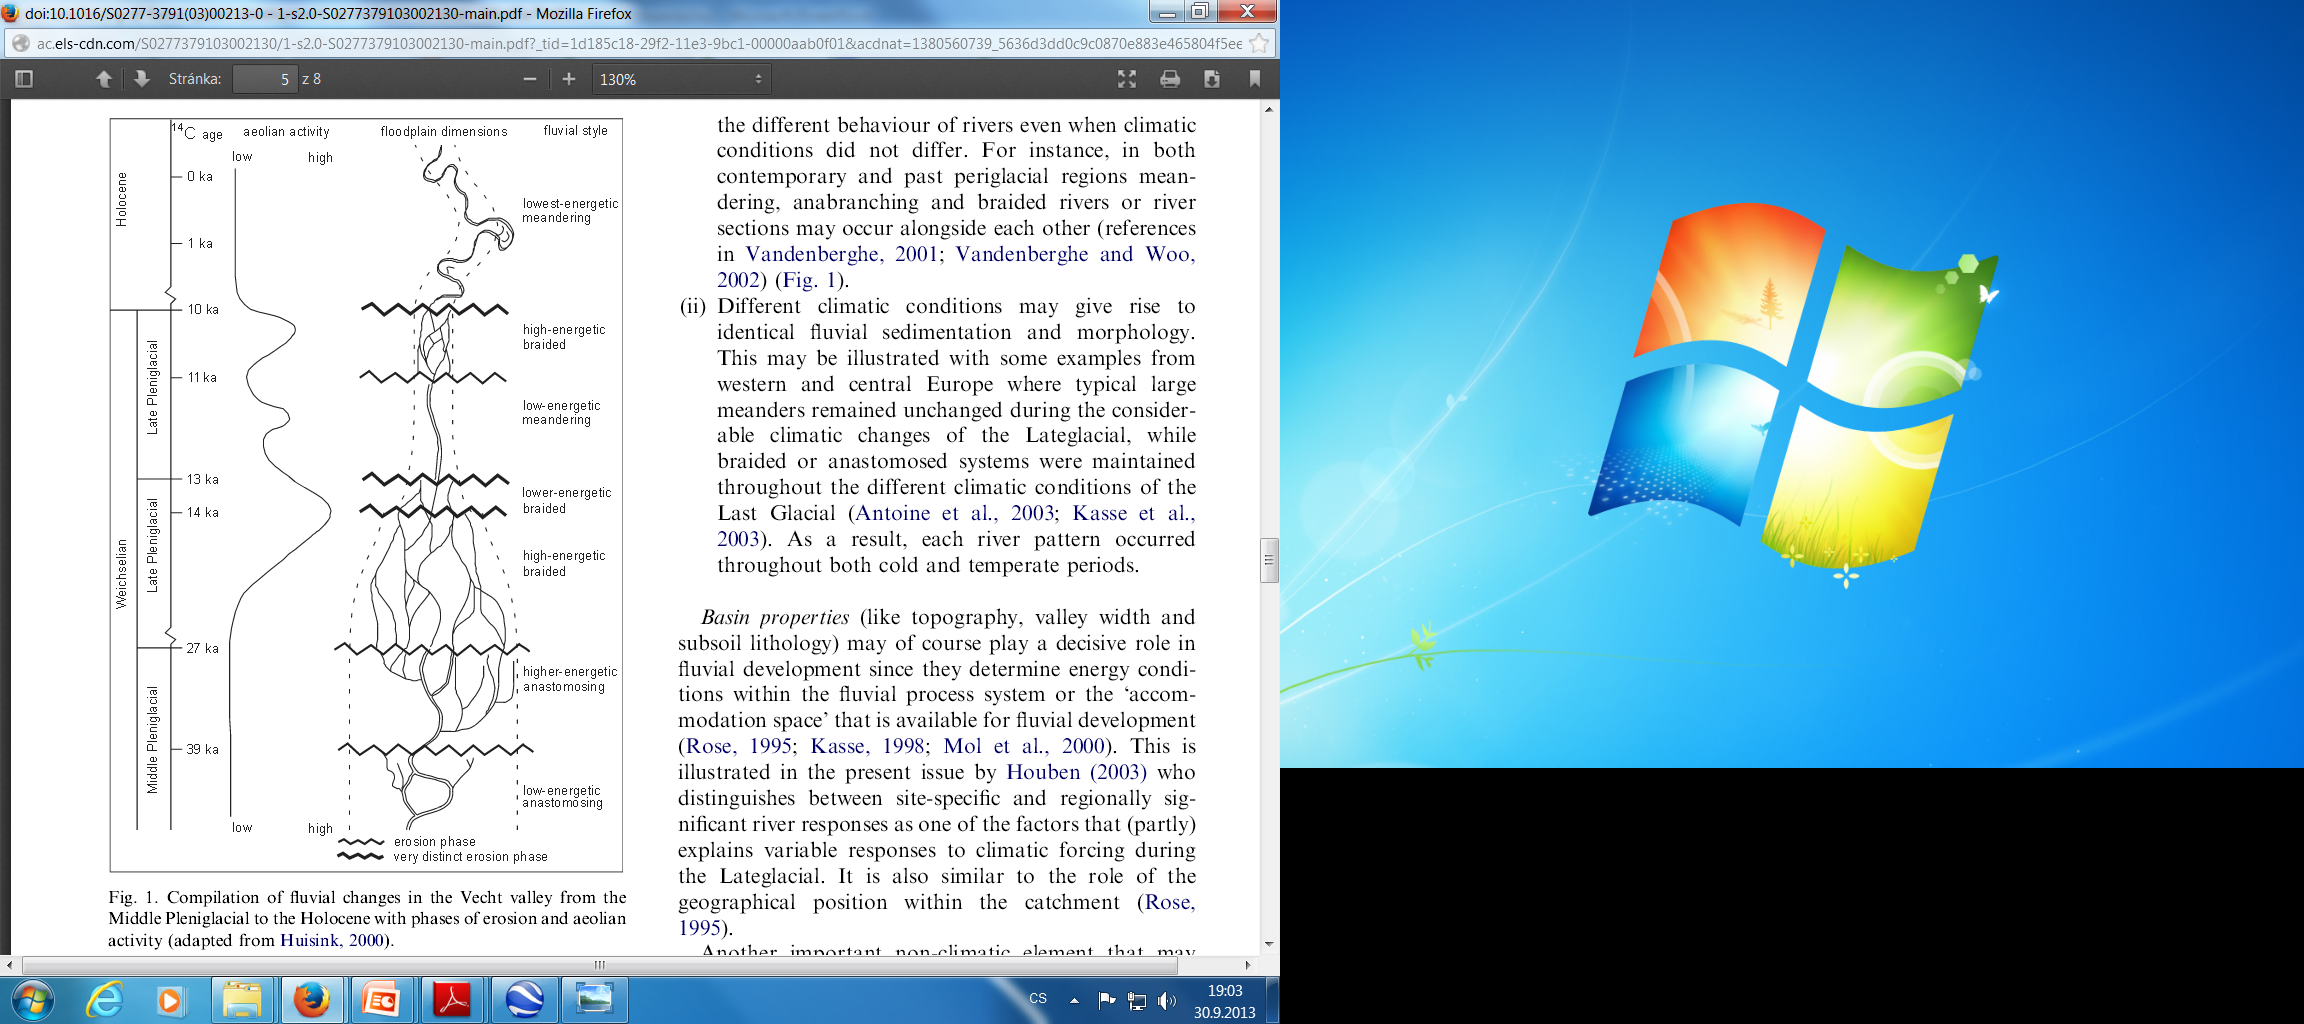 doi:10.1016/S0277-3791(03)00213-0 - 1-s2.0-S0277379103002130-main.pdf - Mozilla Firefox
ac.els-cdn.com/S0277379103002130/1-s2.0-S0277379103002130-main.pdf?_tid=1d185c18-29f2-11e3-9bc1-00000aab0f01&acdnat=1380560739_5636d3dd0c9c0870e883e465804f5ee
Stránka: 5 z 8
130%
14C age aeolian activity floodplain dimensions fluvial style
low high
Holocene
0 ka
lowest-energetic
meandering
1 ka
10 ka
high-energetic
braided
Late Pleniglacial
11 ka
low-energetic
meandering
13 ka
lower-energetic
braided
14 ka
Late Pleniglacial
high-energetic
braided
Weichselian
27 ka
higher-energetic
anastomosing
Middle Pleniglacial
39 ka
low-energetic
anastomosing
low high
erosion phase
very distinct erosion phase
Fig. 1. Compilation of fluvial changes in the Vecht valley from the
Middle Pleniglacial to the Holocene with phases of erosion and aeolian
activity (adapted from Huisink, 2000).
the different behaviour of rivers even when climatic
conditions did not differ. For instance, in both
contemporary and past periglacial regions mean-
dering, anabranching and braided rivers or river
sections may occur alongside each other (references
in Vandenberghe, 2001; Vandenberghe and Woo,
2002) (Fig. 1).
(ii) Different climatic conditions may give rise to
identical fluvial sedimentation and morphology.
This may be illustrated with some examples from
western and central Europe where typical large
meanders remained unchanged during the consider-
able climatic changes of the Lateglacial, while
braided or anastomosed systems were maintained
throughout the different climatic conditions of the
Last Glacial (Antoine et al., 2003; Kasse et al.,
2003). As a result, each river pattern occurred
throughout both cold and temperate periods.
Basin properties (like topography, valley width and
subsoil lithology) may of course play a decisive role in
fluvial development since they determine energy condi-
tions within the fluvial process system or the ‘accom-
modation space’ that is available for fluvial development
(Rose, 1995; Kasse, 1998; Mol et al., 2000). This is
illustrated in the present issue by Houben (2003) who
distinguishes between site-specific and regionally sig-
nificant river responses as one of the factors that (partly)
explains variable responses to climatic forcing during
the Lateglacial. It is also similar to the role of the
geographical position within the catchment (Rose,
1995).
Another important non-climatic element that may
CS
19:03
30.9.2013